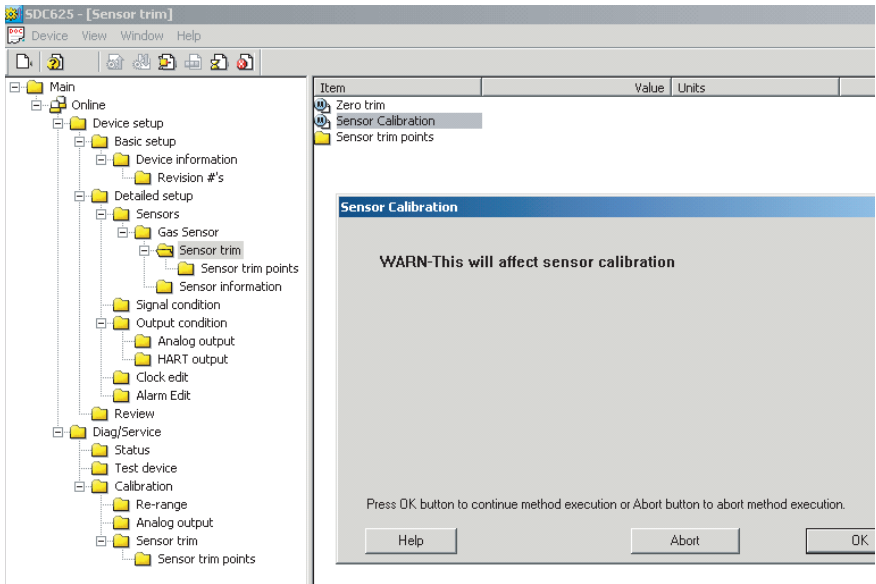 SDC625 - [Sensor trim]
Device View Window Help
Main
Online
Device setup
Basic setup
Device information
Revision #'s
Detailed setup
Sensors
Gas Sensor
Sensor trim
Sensor trim points
Sensor information
Signal condition
Output condition
Analog output
HART output
Clock edit
Alarm Edit
Review
Diag/Service
Status
Test device
Calibration
Re-range
Analog output
Sensor trim
Sensor trim points
Item Value Units
Zero trim
Sensor Calibration
Sensor trim points
Sensor Calibration
WARN-This will affect sensor calibration
Press OK button to continue method execution or Abort button to abort method execution.
Help Abort OK